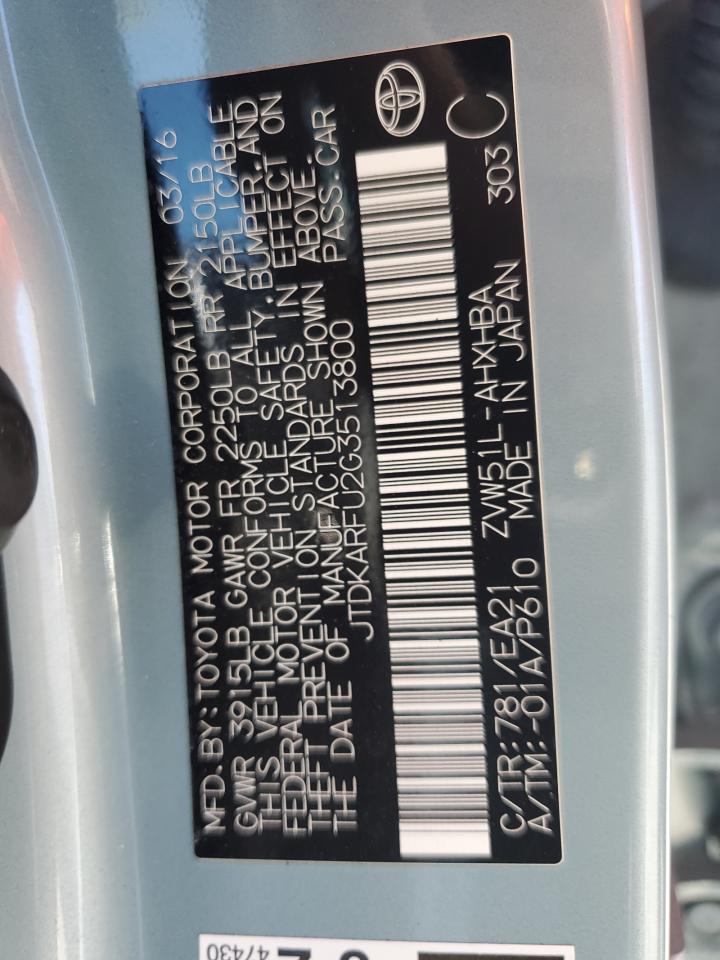 MFD. BY: TOYOTA MOTOR CORPORATION 03/16
GVWR 3915LB GAWR FR 2250LB RR 2150LB
THIS VEHICLE CONFORMS TO ALL APPLICABLE
FEDERAL MOTOR VEHICLE SAFETY, BUMPER, AND
THEFT PREVENTION STANDARDS IN EFFECT ON
THE DATE OF MANUFACTURE SHOWN ABOVE.
JTDKARFU2G3513800 PASS. CAR
C/TR:781/EA21 ZVW51L-AHXHBA 303 C
A/TM:-01A/P610 MADE IN JAPAN
47430